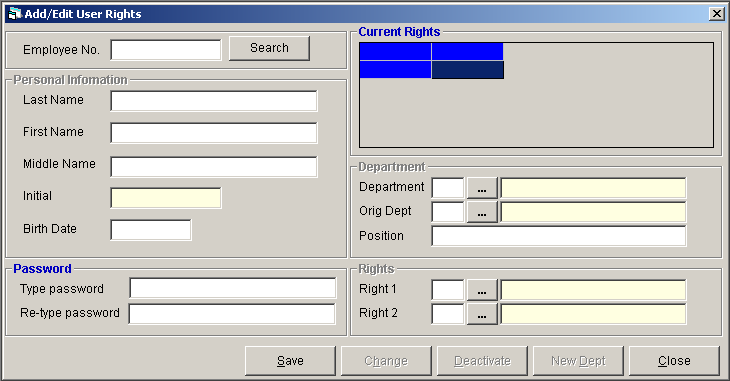 Add/Edit User Rights
Employee No.
Search
Personal Infomation
Last Name
First Name
Middle Name
Initial
Birth Date
Password
Type password
Re-type password
Current Rights
Department
Department ...
Orig Dept ...
Position
Rights
Right 1 ...
Right 2 ...
Save Change Deactivate New Dept Close